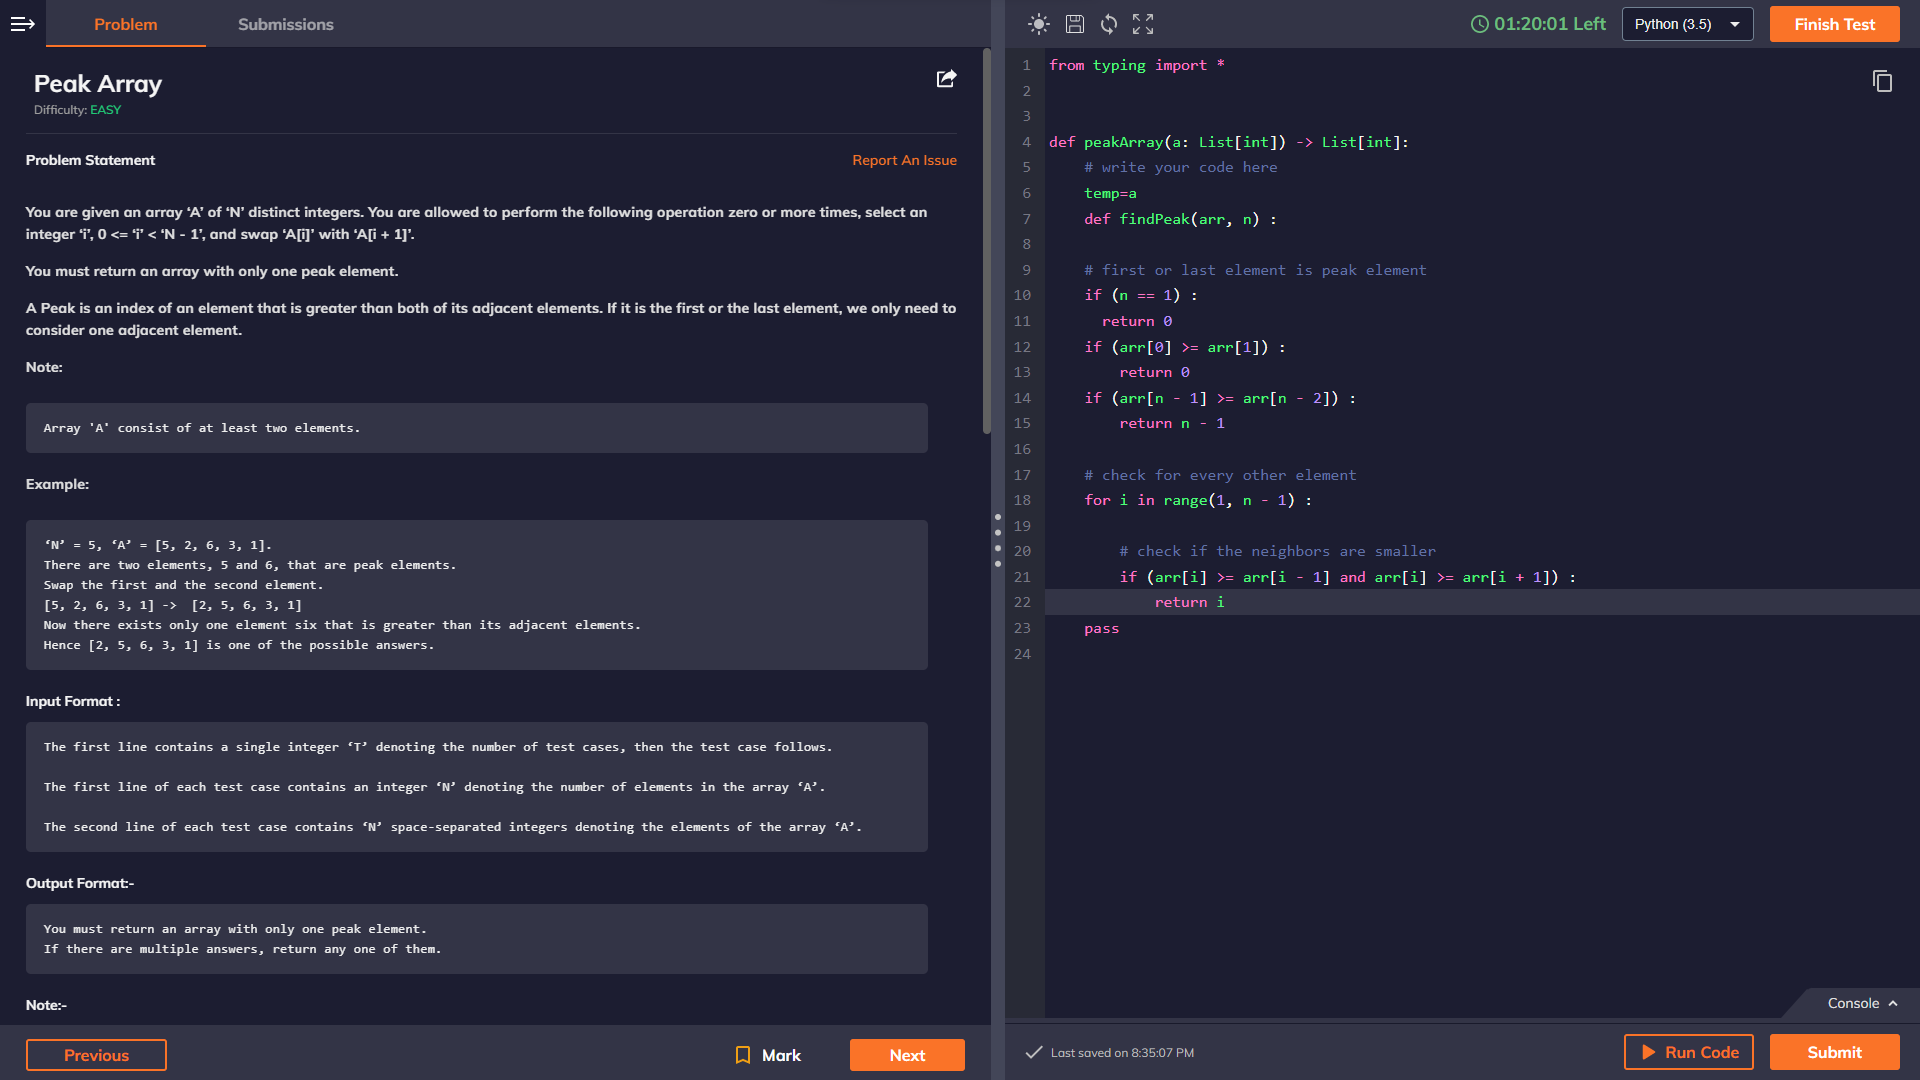 Problem
Submissions
01:20:01 Left
Python (3.5)
Finish Test
Peak Array
Difficulty: EASY
Problem Statement
Report An Issue
You are given an array ‘A’ of ‘N’ distinct integers. You are allowed to perform the following operation zero or more times, select an
integer ‘i’, 0 <= ‘i’ < ‘N - 1’, and swap ‘A[i]’ with ‘A[i + 1]’.
You must return an array with only one peak element.
A Peak is an index of an element that is greater than both of its adjacent elements. If it is the first or the last element, we only need to
consider one adjacent element.
Note:
Array 'A' consist of at least two elements.
Example:
‘N’ = 5, ‘A’ = [5, 2, 6, 3, 1].
There are two elements, 5 and 6, that are peak elements.
Swap the first and the second element.
[5, 2, 6, 3, 1] -> [2, 5, 6, 3, 1]
Now there exists only one element six that is greater than its adjacent elements.
Hence [2, 5, 6, 3, 1] is one of the possible answers.
Input Format :
The first line contains a single integer ‘T’ denoting the number of test cases, then the test case follows.
The first line of each test case contains an integer ‘N’ denoting the number of elements in the array ‘A’.
The second line of each test case contains ‘N’ space-separated integers denoting the elements of the array ‘A’.
Output Format:-
You must return an array with only one peak element.
If there are multiple answers, return any one of them.
Note:-
Previous
Mark
Next
1 from typing import *
2
3
4 def peakArray(a: List[int]) -> List[int]:
5     # write your code here
6     temp=a
7     def findPeak(arr, n) :
8
9     # first or last element is peak element
10     if (n == 1) :
11       return 0
12     if (arr[0] >= arr[1]) :
13         return 0
14     if (arr[n - 1] >= arr[n - 2]) :
15         return n - 1
16
17     # check for every other element
18     for i in range(1, n - 1) :
19
20         # check if the neighbors are smaller
21         if (arr[i] >= arr[i - 1] and arr[i] >= arr[i + 1]) :
22             return i
23     pass
24
Console
Last saved on 8:35:07 PM
Run Code
Submit